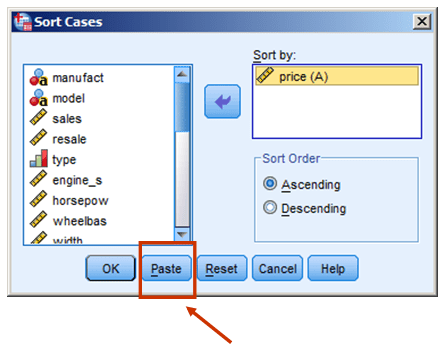 Sort Cases
Sort by:
manufact
model
sales
resale
type
engine_s
horsepow
wheelbas
width
price (A)
Sort Order
Ascending
Descending
OK
Paste
Reset
Cancel
Help